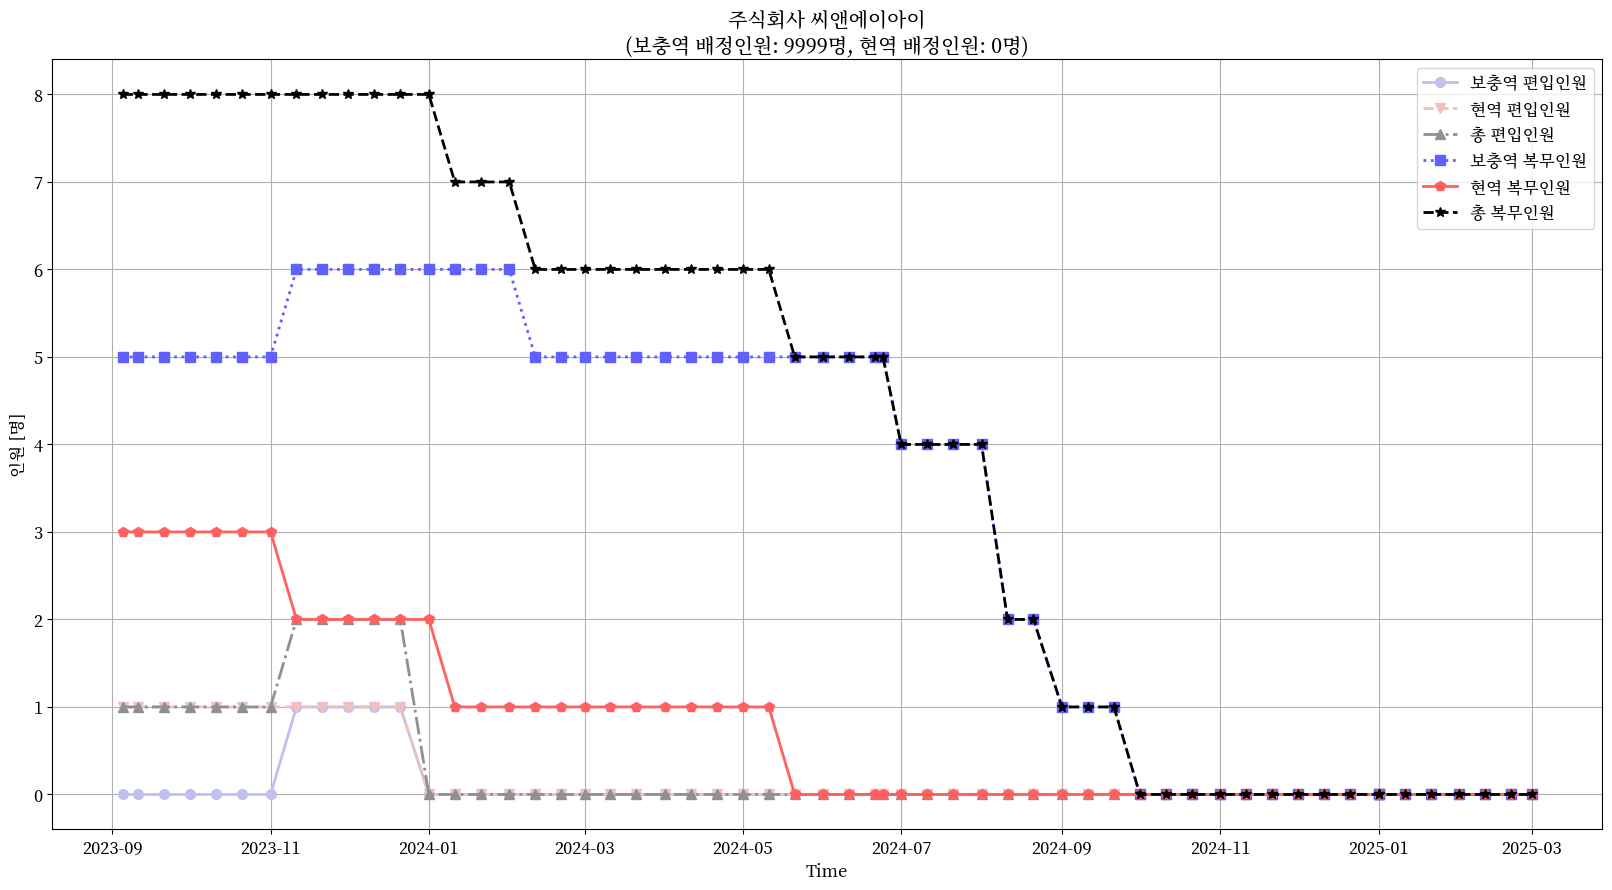 주식회사 씨앤에이아이
(보충역 배정인원: 9999명, 현역 배정인원: 0명)
보충역 편입인원
현역 편입인원
총 편입인원
보충역 복무인원
현역 복무인원
총 복무인원
인원 [명]
8
7
6
5
4
3
2
1
0
2023-09
2023-11
2024-01
2024-03
2024-05
2024-07
2024-09
2024-11
2025-01
2025-03
Time